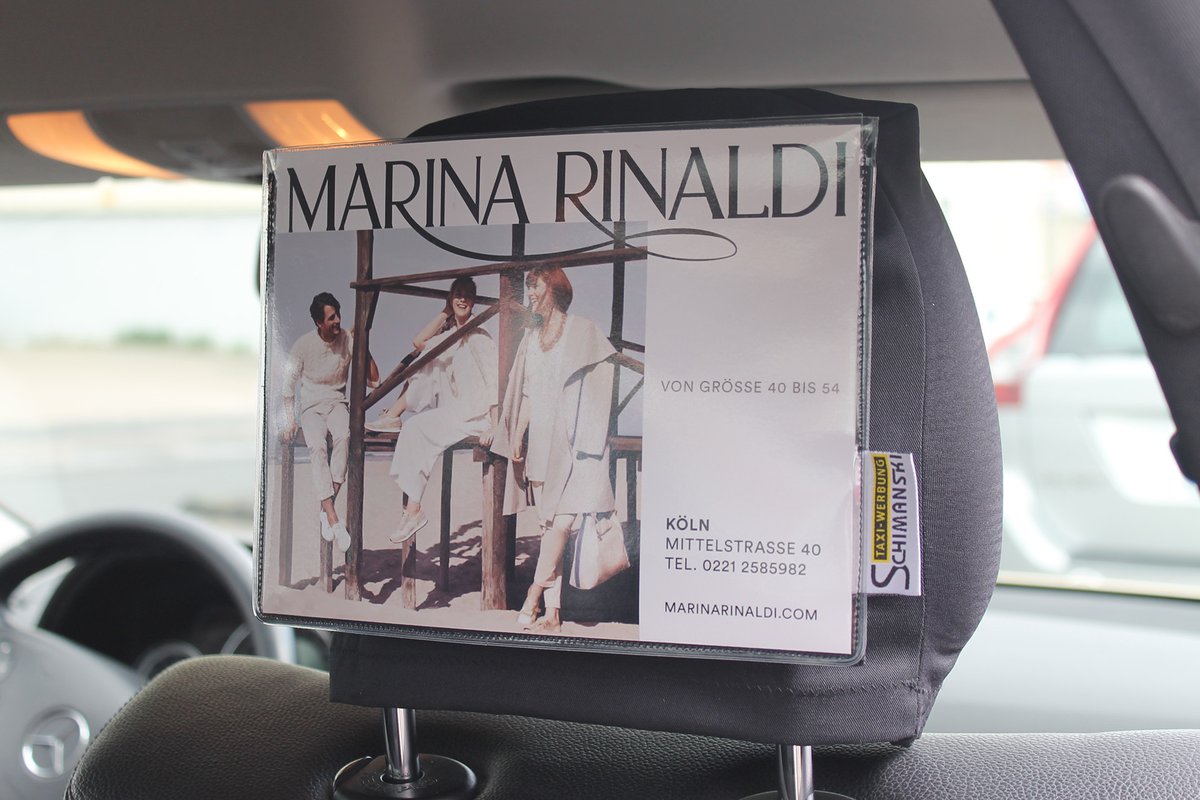 MARINA RINALDI
VON GRÖSSE 40 BIS 54
KÖLN
MITTELSTRASSE 40
TEL. 0221 2585982
MARINARINALDI.COM
TAXI-WERBUNG
SCHIMANSKI